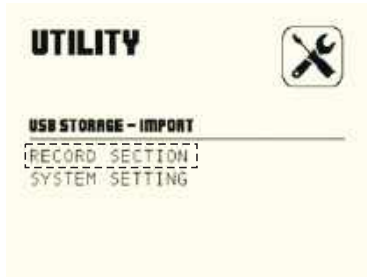 UTILITY
USB STORAGE – IMPORT
RECORD SECTION
SYSTEM SETTING